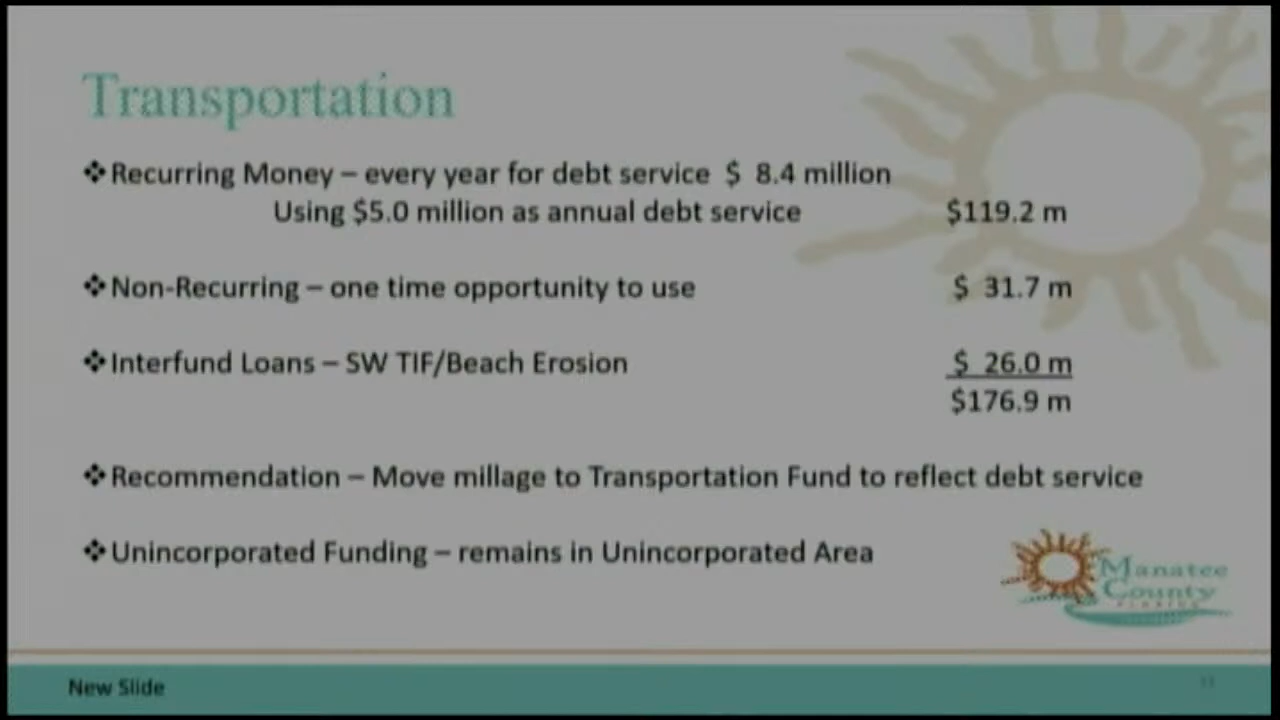 Transportation
❖Recurring Money – every year for debt service $ 8.4 million
Using $5.0 million as annual debt service $119.2 m
❖Non-Recurring – one time opportunity to use $ 31.7 m
❖Interfund Loans – SW TIF/Beach Erosion $ 26.0 m
$176.9 m
❖Recommendation – Move millage to Transportation Fund to reflect debt service
❖Unincorporated Funding – remains in Unincorporated Area
Manatee
County
FLORIDA
New Slide